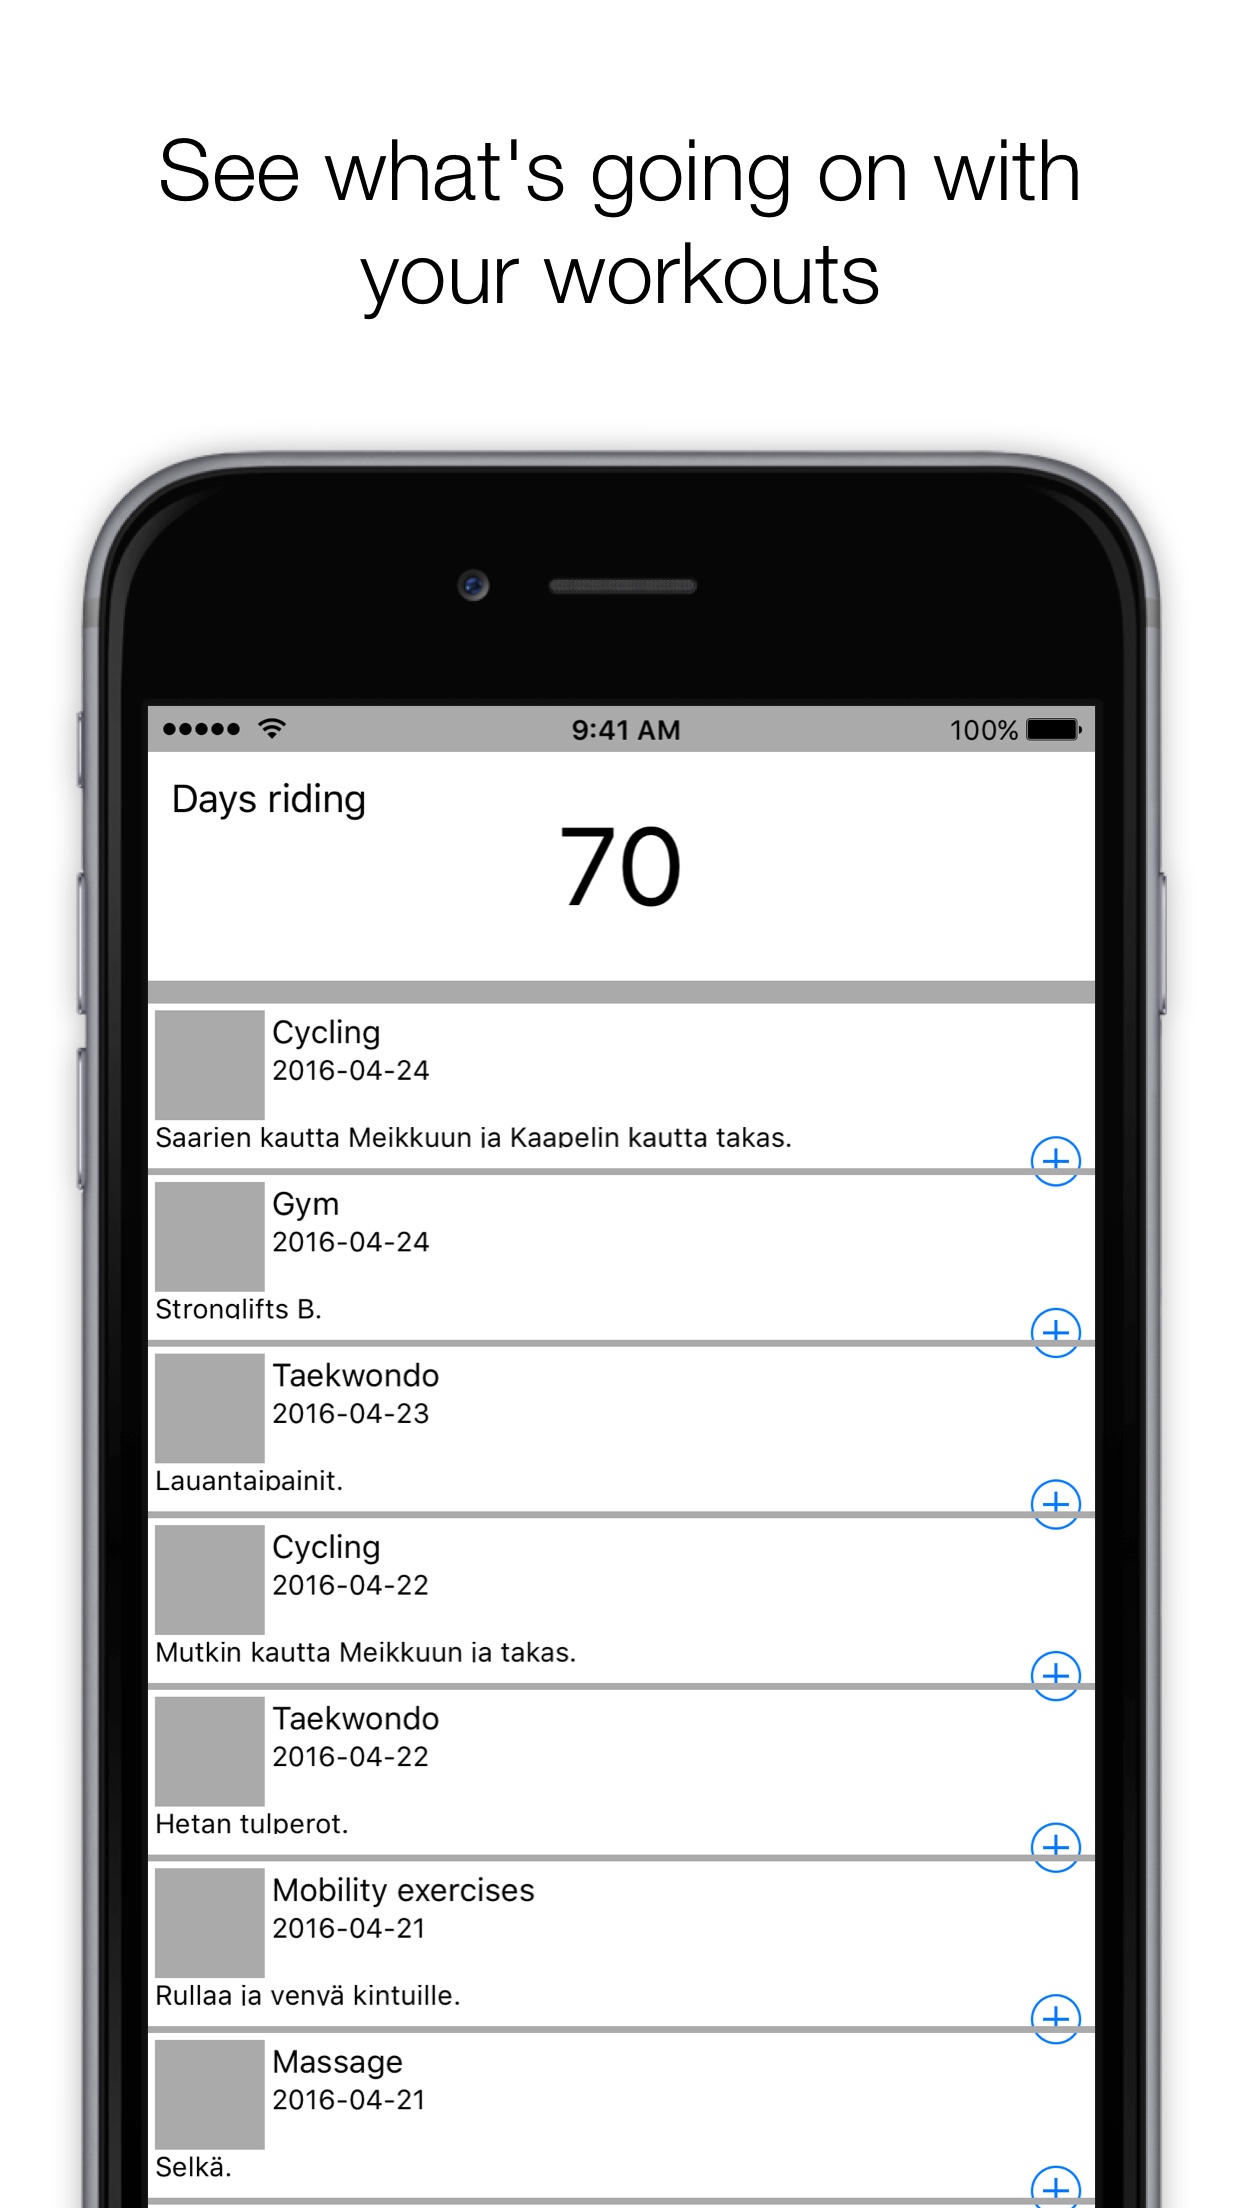 See what's going on with
your workouts
9:41 AM
100%
Days riding
70
Cycling
2016-04-24
Saarien kautta Meikkuun ja Kaapelin kautta takas.
Gym
2016-04-24
Stronglifts B.
Taekwondo
2016-04-23
Lauantaipainit.
Cycling
2016-04-22
Mutkin kautta Meikkuun ja takas.
Taekwondo
2016-04-22
Hetan tulperot.
Mobility exercises
2016-04-21
Rullaa ja venyä kintuille.
Massage
2016-04-21
Selkä.